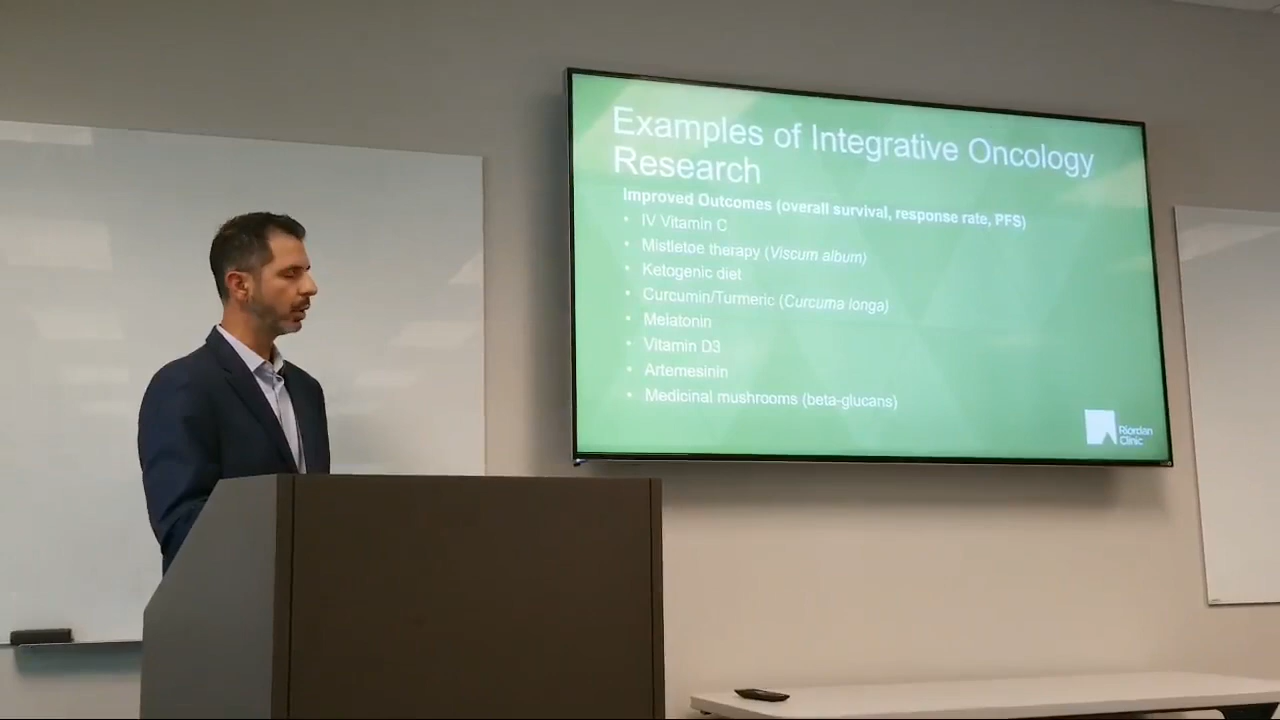 Examples of Integrative Oncology
Research
Improved Outcomes (overall survival, response rate, PFS)
• IV Vitamin C
• Mistletoe therapy (Viscum album)
• Ketogenic diet
• Curcumin/Turmeric (Curcuma longa)
• Melatonin
• Vitamin D3
• Artemesinin
• Medicinal mushrooms (beta-glucans)
Riordan
Clinic